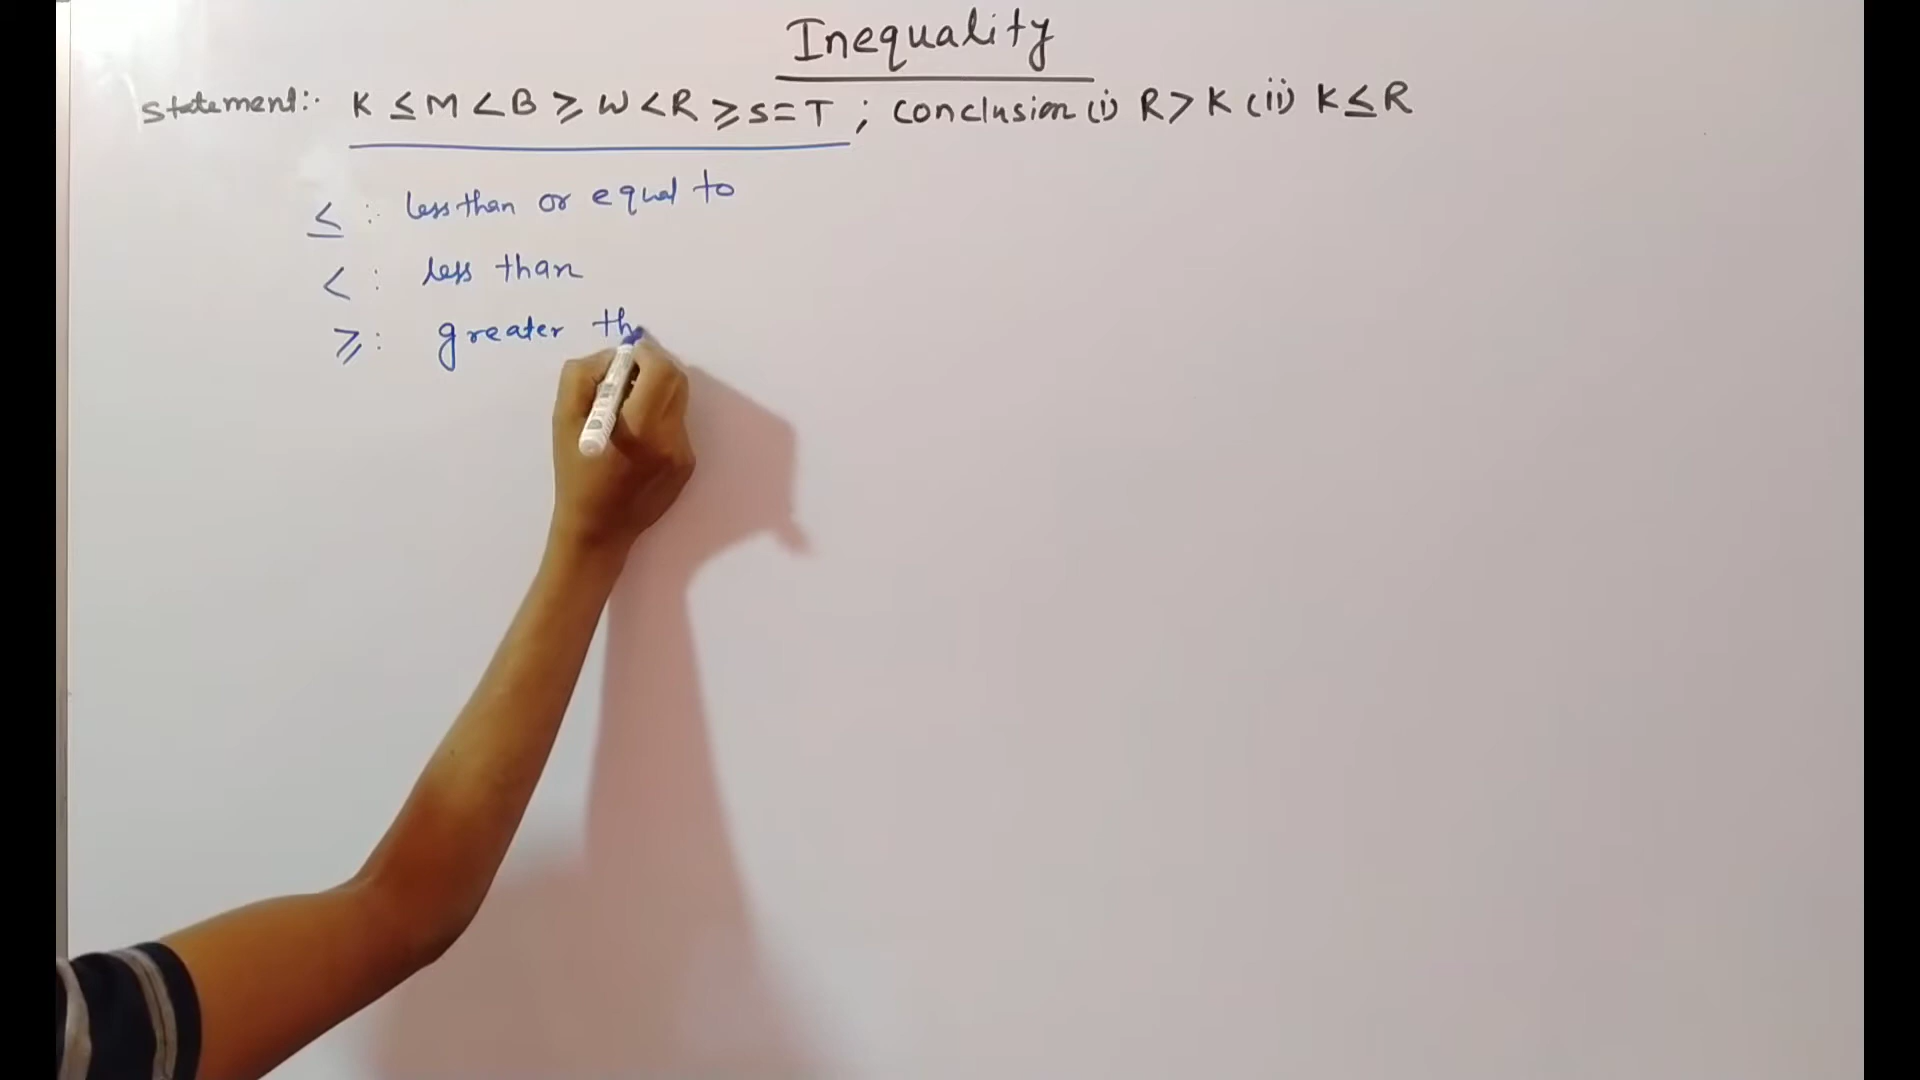 Inequality
Statement:- K ≤ M < B ≥ W < R ≥ S = T ; Conclusion (i) R > K (ii) K ≤ R
≤ : less than or equal to
< : less than
≥ : greater th